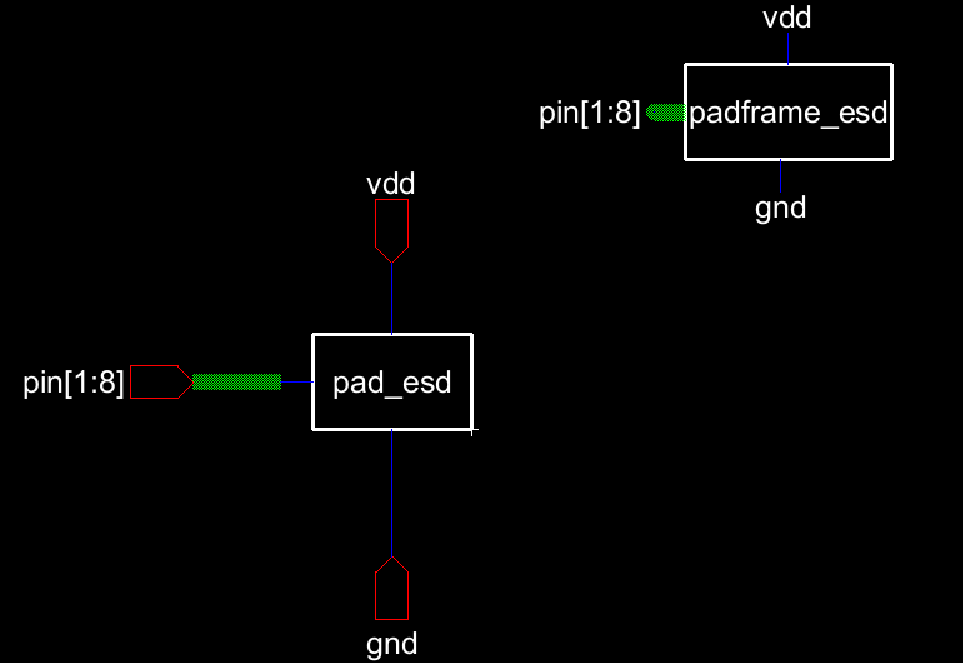 vdd
pin[1:8]
padframe_esd
gnd
vdd
pin[1:8]
pad_esd
gnd